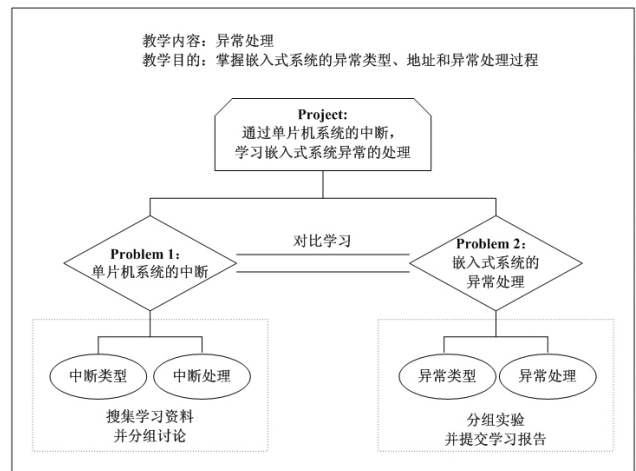 教学内容：异常处理
教学目的：掌握嵌入式系统的异常类型、地址和异常处理过程
Project:
通过单片机系统的中断，
学习嵌入式系统异常的处理
对比学习
Problem 1：
单片机系统的中断
Problem 2：
嵌入式系统的
异常处理
中断类型
中断处理
异常类型
异常处理
搜集学习资料
并分组讨论
分组实验
并提交学习报告